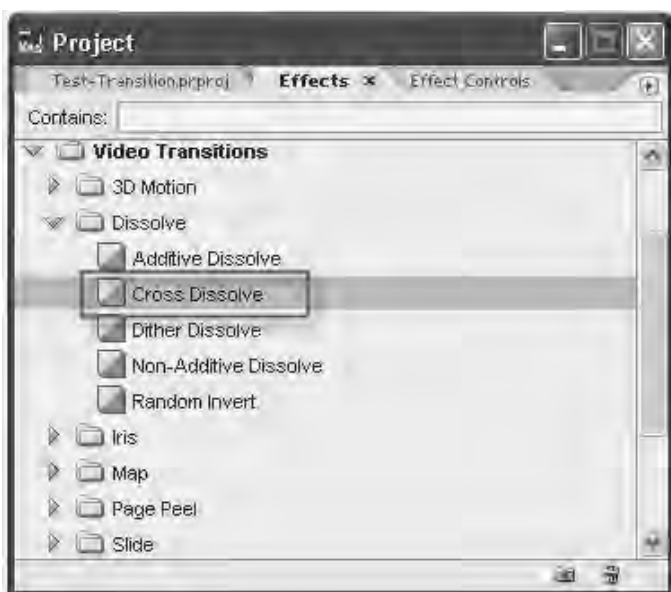 Project
Test-Transition.prproj Effects × Effect Controls
Contains:
Video Transitions
3D Motion
Dissolve
Additive Dissolve
Cross Dissolve
Dither Dissolve
Non-Additive Dissolve
Random Invert
Iris
Map
Page Peel
Slide